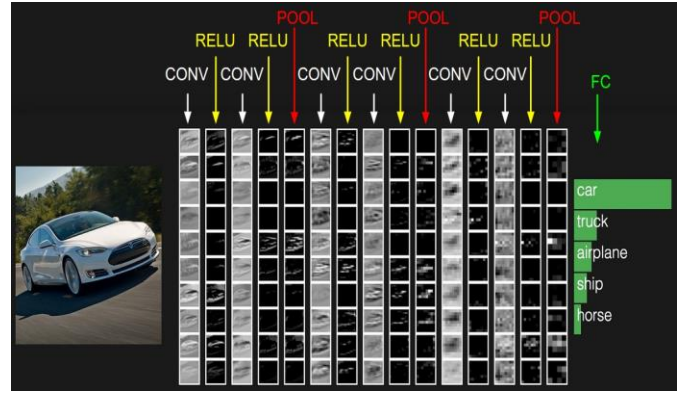 POOL POOL POOL
RELU RELU RELU RELU RELU RELU
CONV CONV CONV CONV CONV CONV
FC
car
truck
airplane
ship
horse